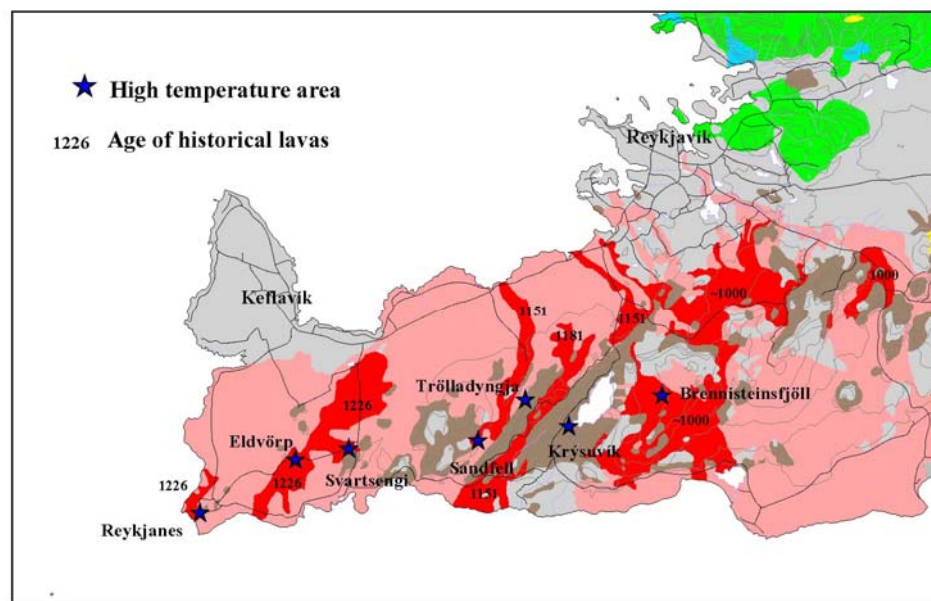 High temperature area
1226 Age of historical lavas
Reykjavík
Keflavík
1000
~1000
1151
1151
1181
Trölladyngja
Brennisteinsfjöll
1226
~1000
Eldvörp
Krýsuvík
Sandfell
Svartsengi
1226
1226
1151
Reykjanes